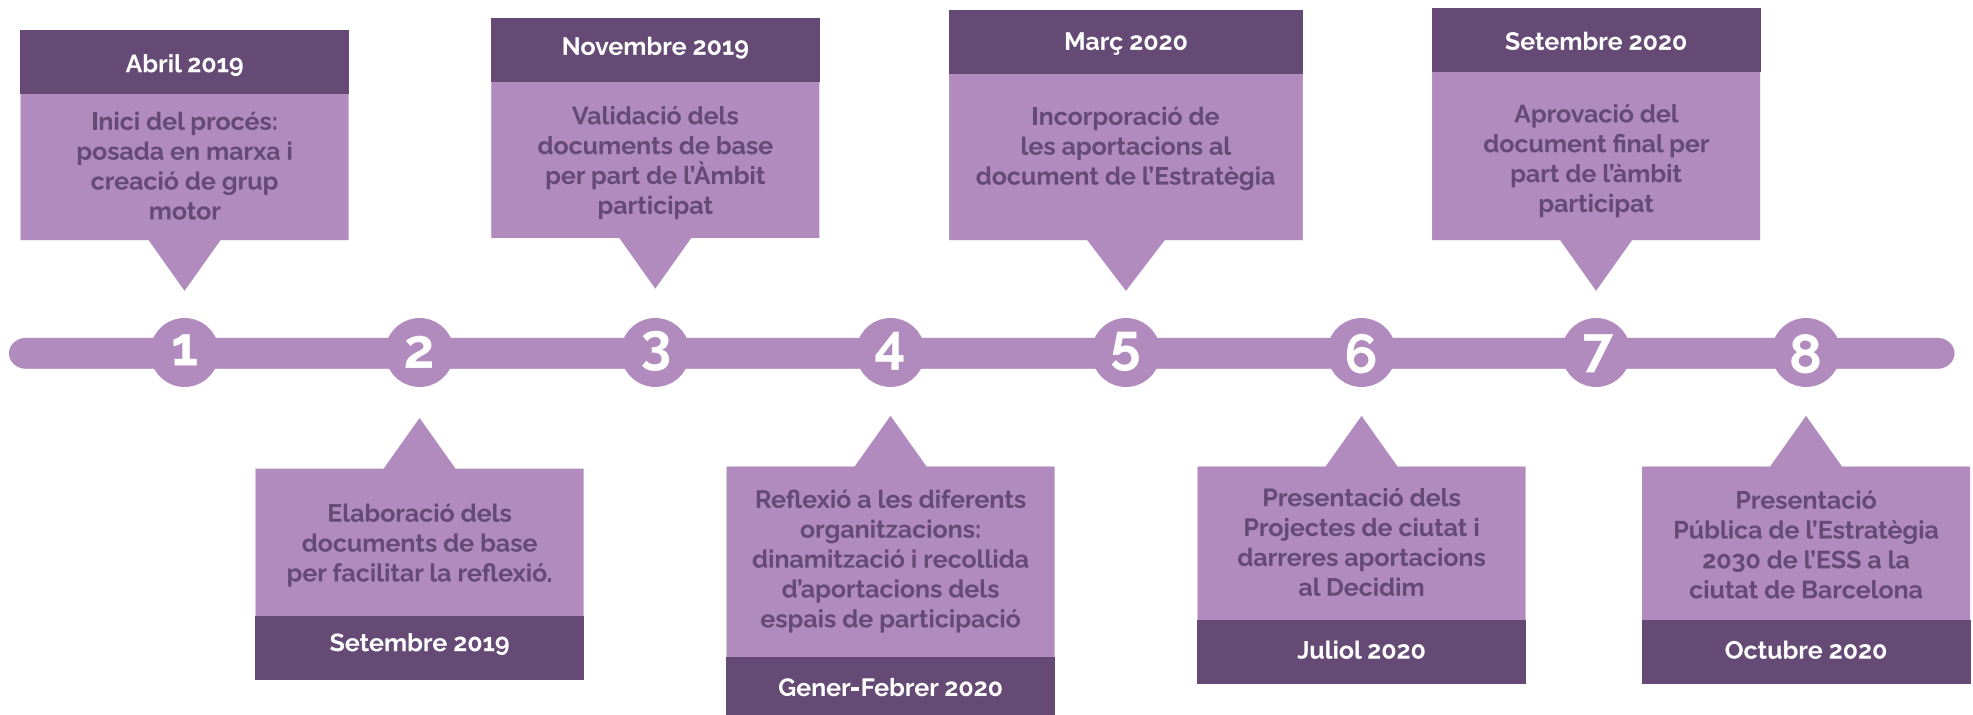 Abril 2019
Inici del procés:
posada en marxa i
creació de grup
motor
Novembre 2019
Validació dels
documents de base
per part de l'Àmbit
participat
Març 2020
Incorporació de
les aportacions al
document de l'Estratègia
Setembre 2020
Aprovació del
document final per
part de l'àmbit
participat
1
2
3
4
5
6
7
8
Elaboració dels
documents de base
per facilitar la reflexió.
Setembre 2019
Reflexió a les diferents
organitzacions:
dinamització i recollida
d'aportacions dels
espais de participació
Gener-Febrer 2020
Presentació dels
Projectes de ciutat i
darreres aportacions
al Decidim
Juliol 2020
Presentació
Pública de l'Estratègia
2030 de l'ESS a la
ciutat de Barcelona
Octubre 2020